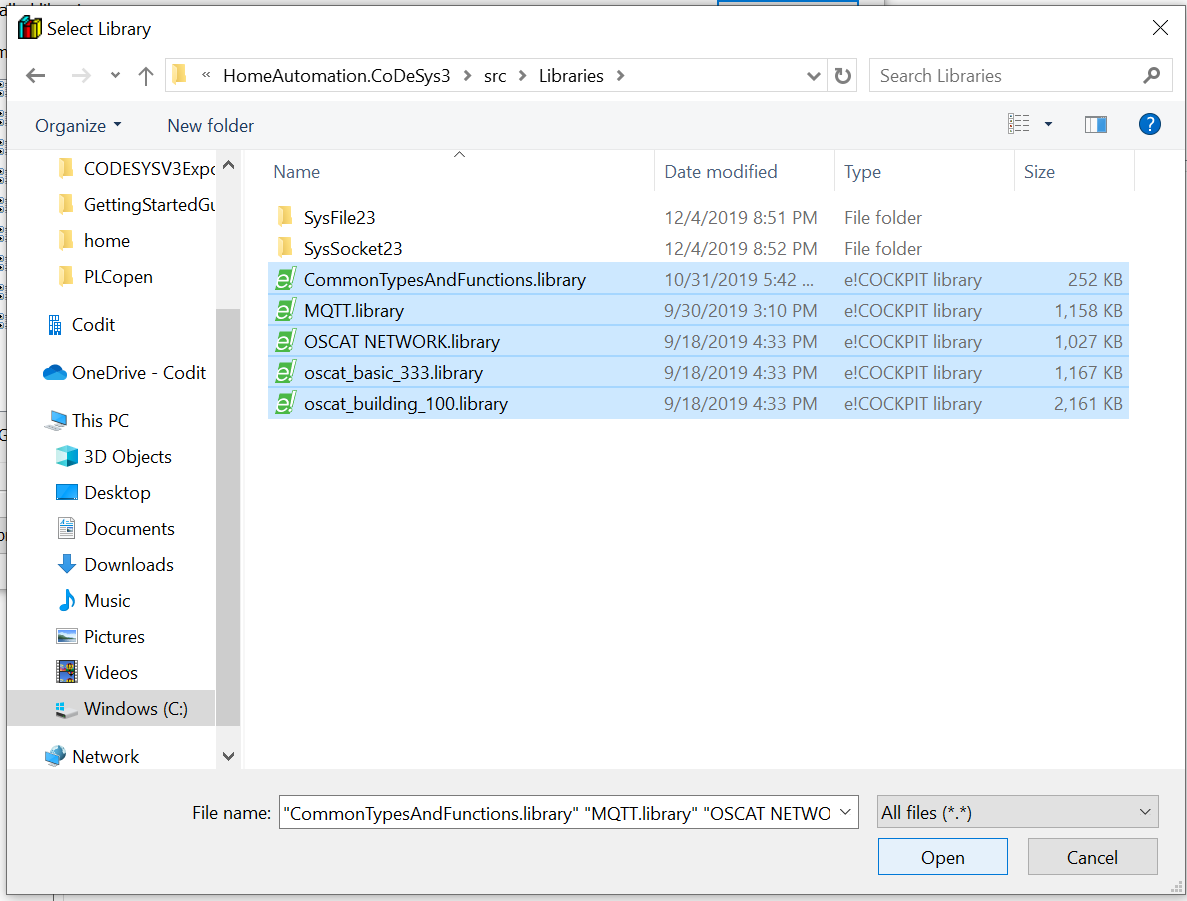 Select Library
« HomeAutomation.CoDeSys3 > src > Libraries >
Search Libraries
Organize
New folder
?
Name Date modified Type Size
CODESYSV3Expo
GettingStartedGu
home
PLCopen
Codit
OneDrive - Codit
This PC
3D Objects
Desktop
Documents
Downloads
Music
Pictures
Videos
Windows (C:)
Network
SysFile23 12/4/2019 8:51 PM File folder
SysSocket23 12/4/2019 8:52 PM File folder
e! CommonTypesAndFunctions.library 10/31/2019 5:42 ... e!COCKPIT library 252 KB
e! MQTT.library 9/30/2019 3:10 PM e!COCKPIT library 1,158 KB
e! OSCAT NETWORK.library 9/18/2019 4:33 PM e!COCKPIT library 1,027 KB
e! oscat_basic_333.library 9/18/2019 4:33 PM e!COCKPIT library 1,167 KB
e! oscat_building_100.library 9/18/2019 4:33 PM e!COCKPIT library 2,161 KB
File name: "CommonTypesAndFunctions.library" "MQTT.library" "OSCAT NETWO
All files (*.*)
Open
Cancel